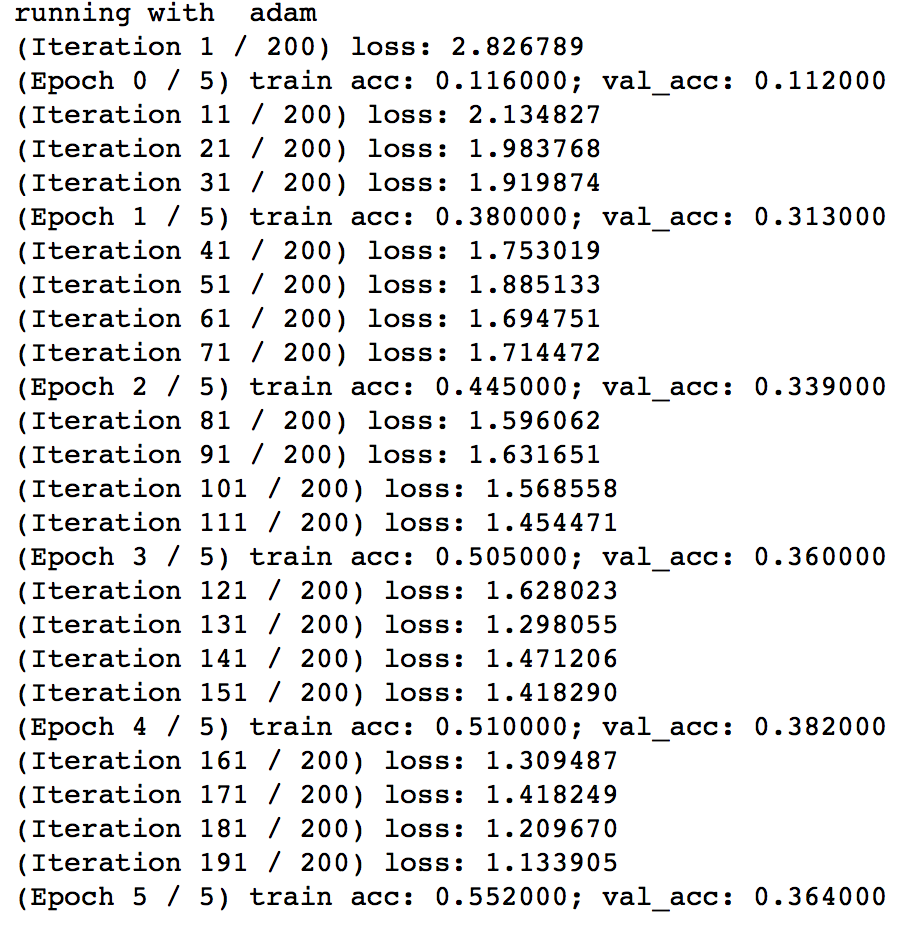 running with  adam
(Iteration 1 / 200) loss: 2.826789
(Epoch 0 / 5) train acc: 0.116000; val_acc: 0.112000
(Iteration 11 / 200) loss: 2.134827
(Iteration 21 / 200) loss: 1.983768
(Iteration 31 / 200) loss: 1.919874
(Epoch 1 / 5) train acc: 0.380000; val_acc: 0.313000
(Iteration 41 / 200) loss: 1.753019
(Iteration 51 / 200) loss: 1.885133
(Iteration 61 / 200) loss: 1.694751
(Iteration 71 / 200) loss: 1.714472
(Epoch 2 / 5) train acc: 0.445000; val_acc: 0.339000
(Iteration 81 / 200) loss: 1.596062
(Iteration 91 / 200) loss: 1.631651
(Iteration 101 / 200) loss: 1.568558
(Iteration 111 / 200) loss: 1.454471
(Epoch 3 / 5) train acc: 0.505000; val_acc: 0.360000
(Iteration 121 / 200) loss: 1.628023
(Iteration 131 / 200) loss: 1.298055
(Iteration 141 / 200) loss: 1.471206
(Iteration 151 / 200) loss: 1.418290
(Epoch 4 / 5) train acc: 0.510000; val_acc: 0.382000
(Iteration 161 / 200) loss: 1.309487
(Iteration 171 / 200) loss: 1.418249
(Iteration 181 / 200) loss: 1.209670
(Iteration 191 / 200) loss: 1.133905
(Epoch 5 / 5) train acc: 0.552000; val_acc: 0.364000